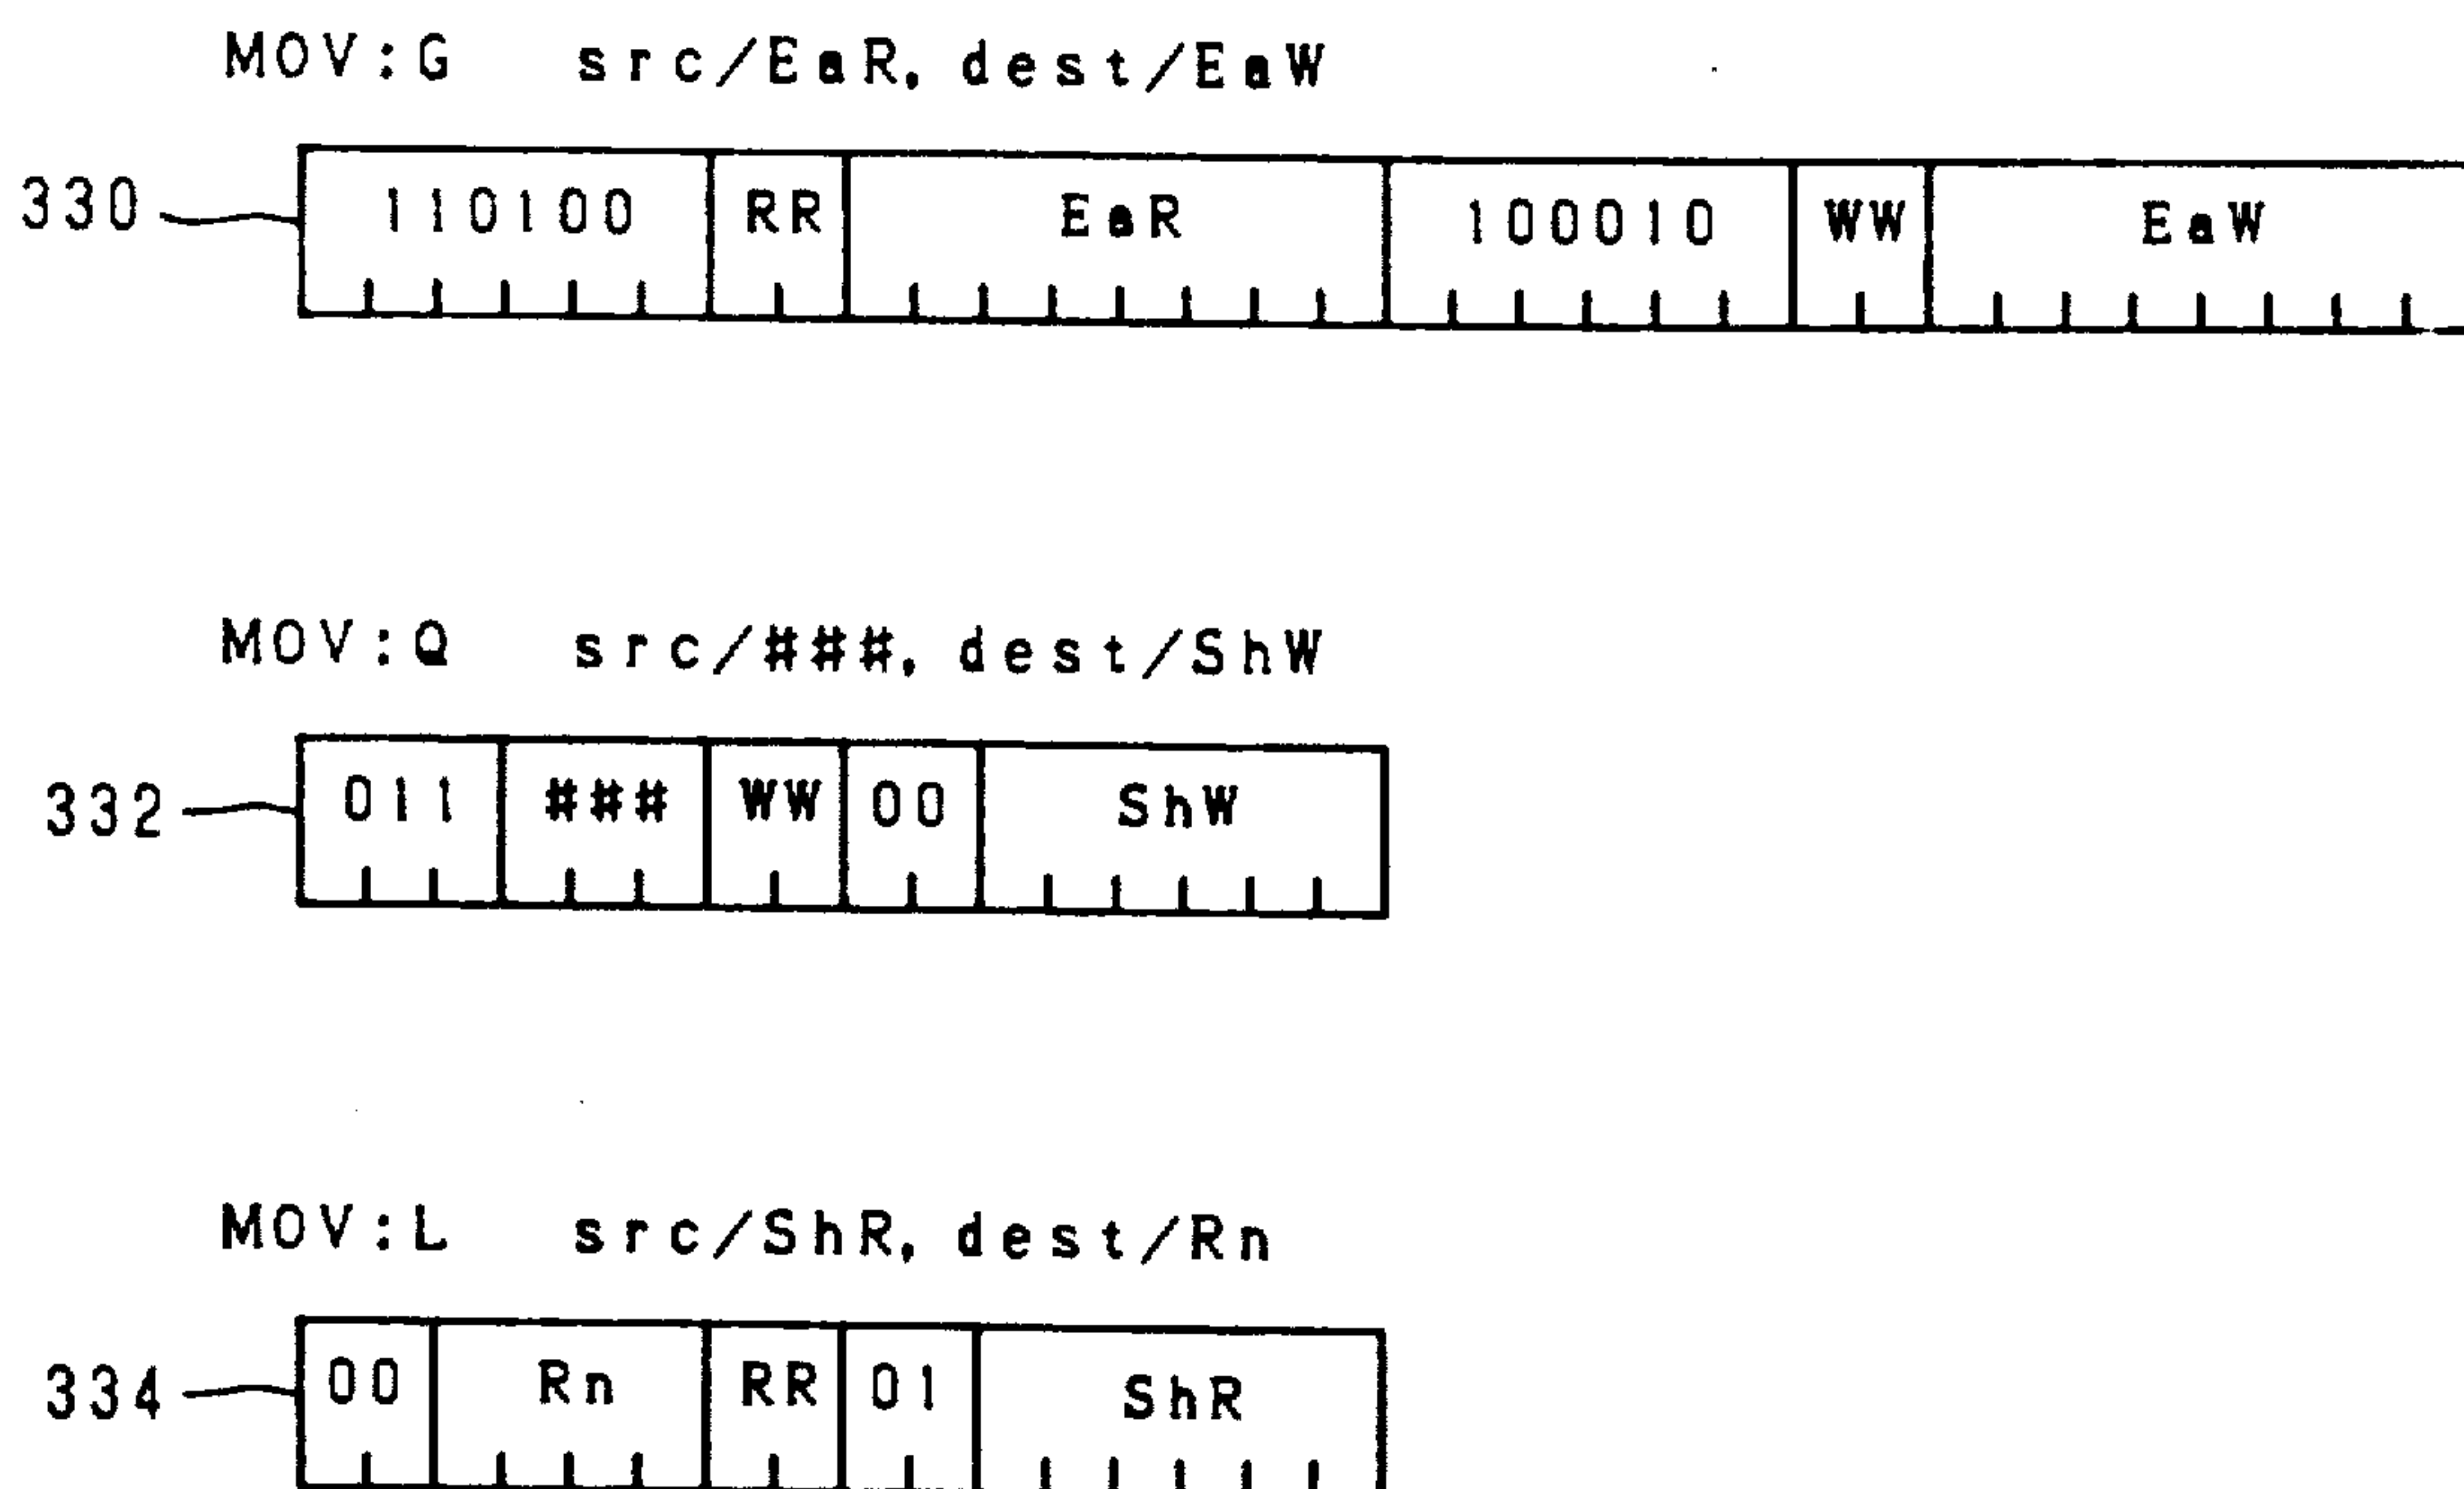 MOV:G src/EaR, dest/EaW
330 110100 RR EaR 100010 WW EaW
MOV:Q src/###, dest/ShW
332 011 ### WW 00 ShW
MOV:L src/ShR, dest/Rn
334 00 Rn RR 01 ShR